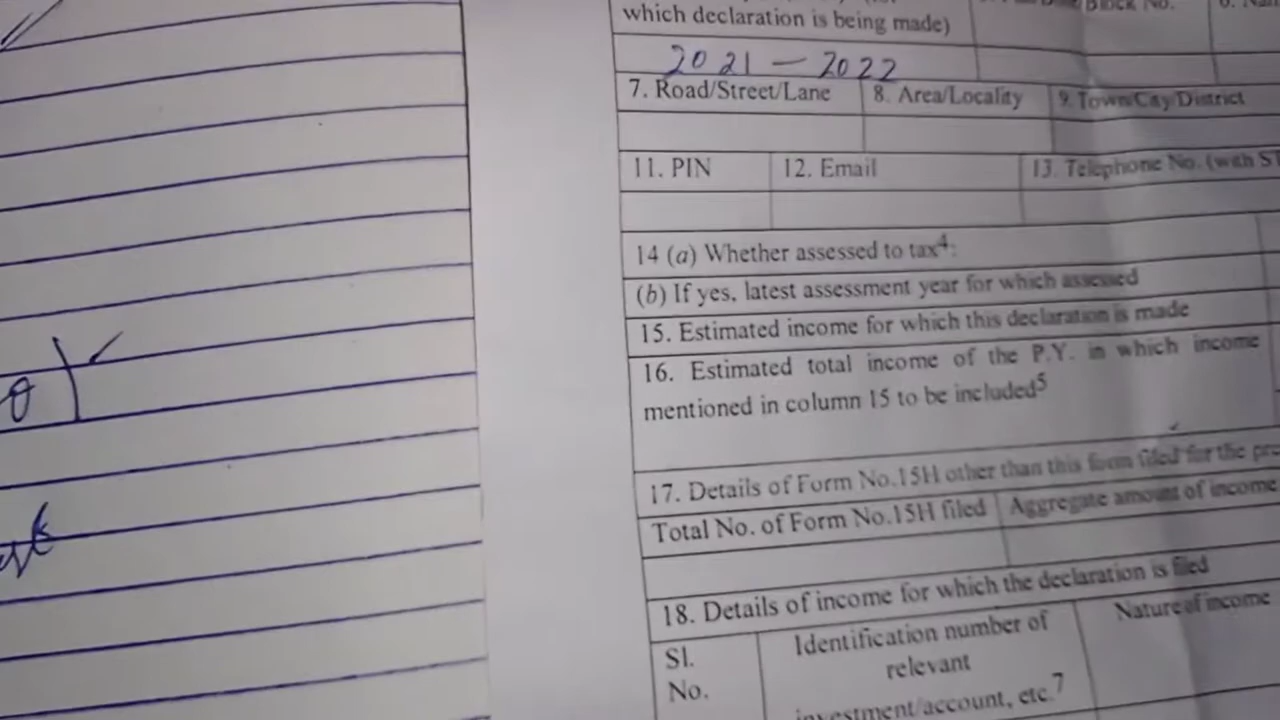 which declaration is being made)
Block No.
2021 — 2022
7. Road/Street/Lane
8. Area/Locality
9. Town/City/District
11. PIN
12. Email
13. Telephone No. (with ST
14 (a) Whether assessed to tax4:
(b) If yes, latest assessment year for which assessed
15. Estimated income for which this declaration is made
16. Estimated total income of the P.Y. in which income
mentioned in column 15 to be included5
17. Details of Form No.15H other than this form filed for the pre
Total No. of Form No.15H filed
Aggregate amount of income
18. Details of income for which the declaration is filed
Sl.
No.
Identification number of
relevant
investment/account, etc.7
Nature of income